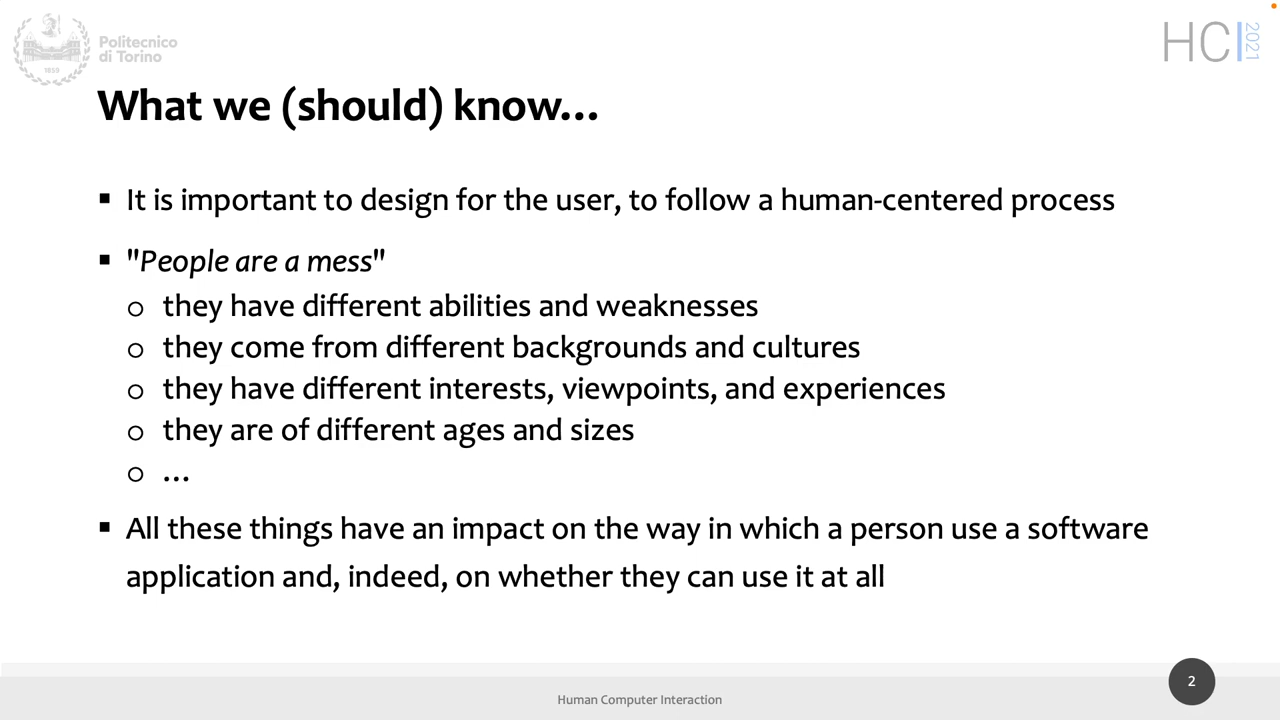 Politecnico
di Torino
1859
HCI 2021
What we (should) know...
▪ It is important to design for the user, to follow a human-centered process
▪ "People are a mess"
o they have different abilities and weaknesses
o they come from different backgrounds and cultures
o they have different interests, viewpoints, and experiences
o they are of different ages and sizes
o ...
▪ All these things have an impact on the way in which a person use a software
application and, indeed, on whether they can use it at all
Human Computer Interaction
2